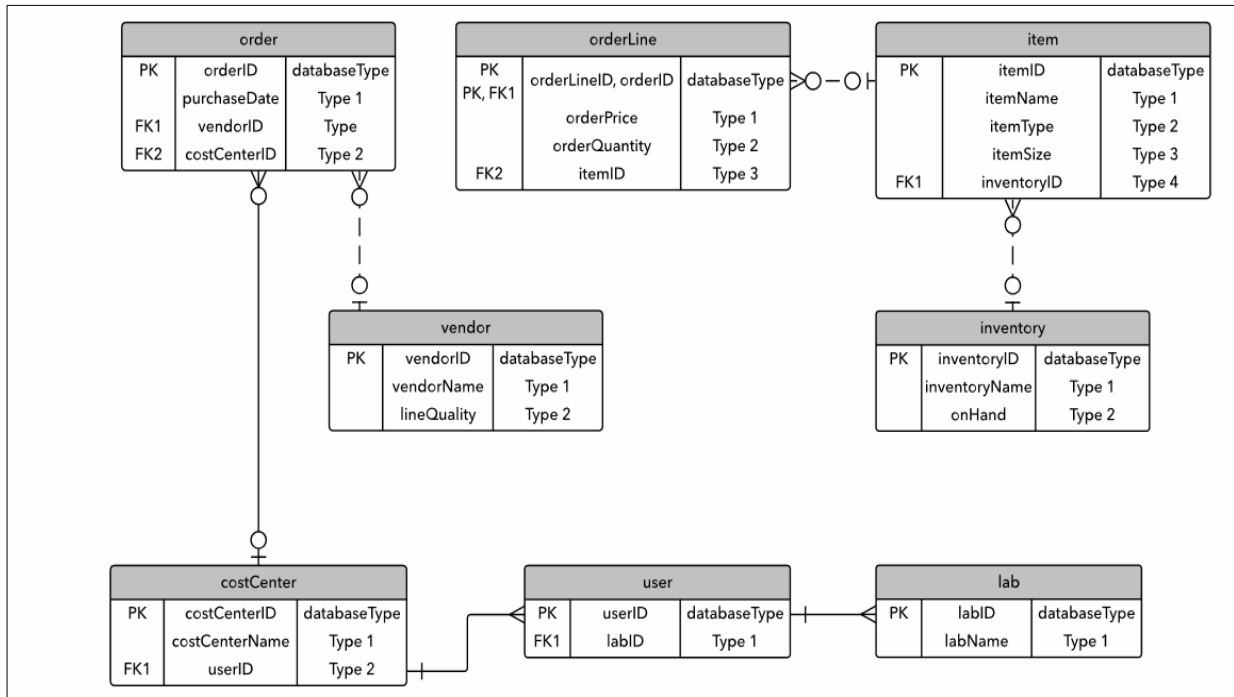 order
PK orderID databaseType
purchaseDate Type 1
FK1 vendorID Type
FK2 costCenterID Type 2
orderLine
PK
PK, FK1 orderLineID, orderID databaseType
orderPrice Type 1
orderQuantity Type 2
FK2 itemID Type 3
item
PK itemID databaseType
itemName Type 1
itemType Type 2
itemSize Type 3
FK1 inventoryID Type 4
vendor
PK vendorID databaseType
vendorName Type 1
lineQuality Type 2
inventory
PK inventoryID databaseType
inventoryName Type 1
onHand Type 2
costCenter
PK costCenterID databaseType
costCenterName Type 1
FK1 userID Type 2
user
PK userID databaseType
FK1 labID Type 1
lab
PK labID databaseType
labName Type 1